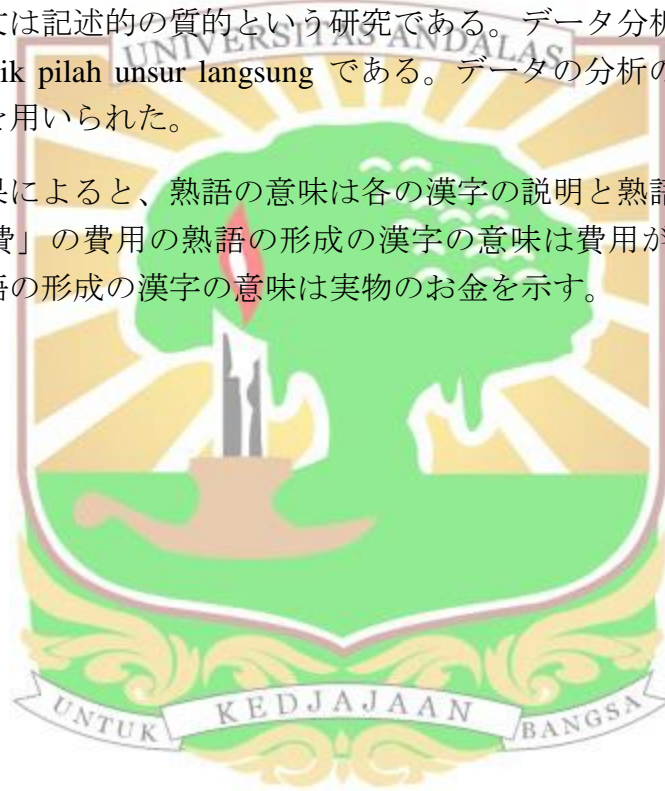 文は記述的の質的という研究である。データ分析
UNIVERSITAS ANDALAS
ik pilah unsur langsung である。データの分析の
を用いられた。
果によると、熟語の意味は各の漢字の説明と熟語
費」の費用の熟語の形成の漢字の意味は費用が
語の形成の漢字の意味は実物のお金を示す。
UNTUK KEDJAJAAN BANGSA